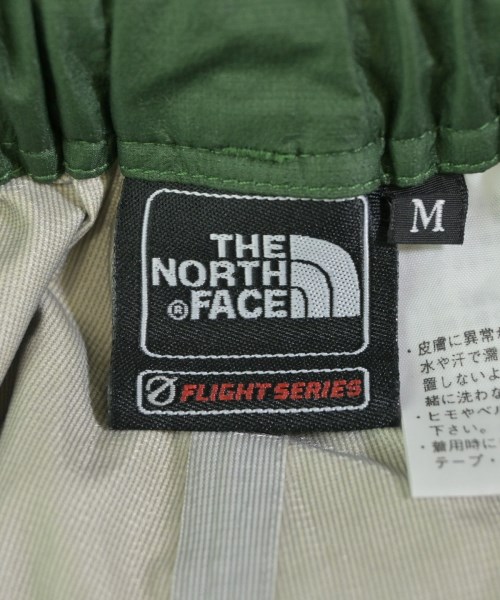 THE
NORTH
® FACE
M
FLIGHT SERIES
・皮膚に異常
水や汗で濡
置しないよ
緒に洗わな
・ヒモやベル
下さい。
・着用時に
テープ・